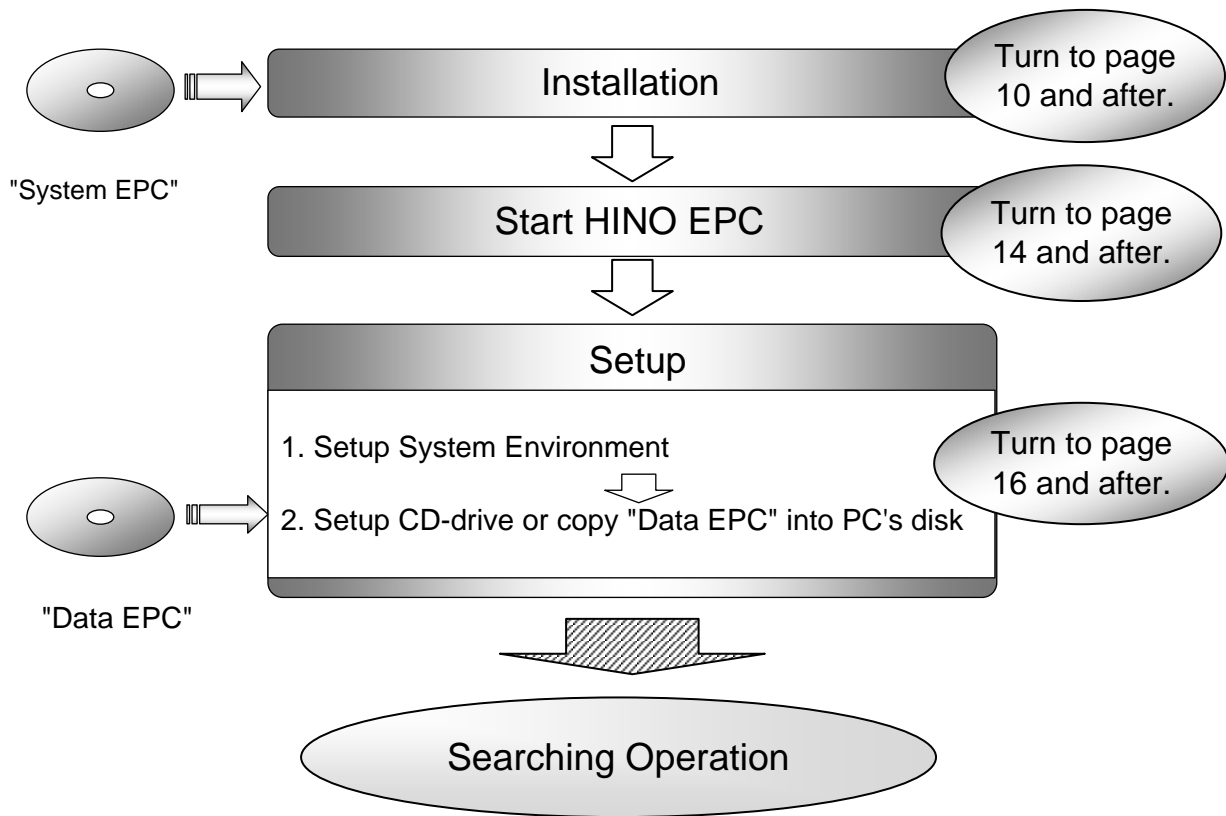 Installation
Turn to page
10 and after.
"System EPC"
Start HINO EPC
Turn to page
14 and after.
Setup
1. Setup System Environment
Turn to page
16 and after.
2. Setup CD-drive or copy "Data EPC" into PC's disk
"Data EPC"
Searching Operation